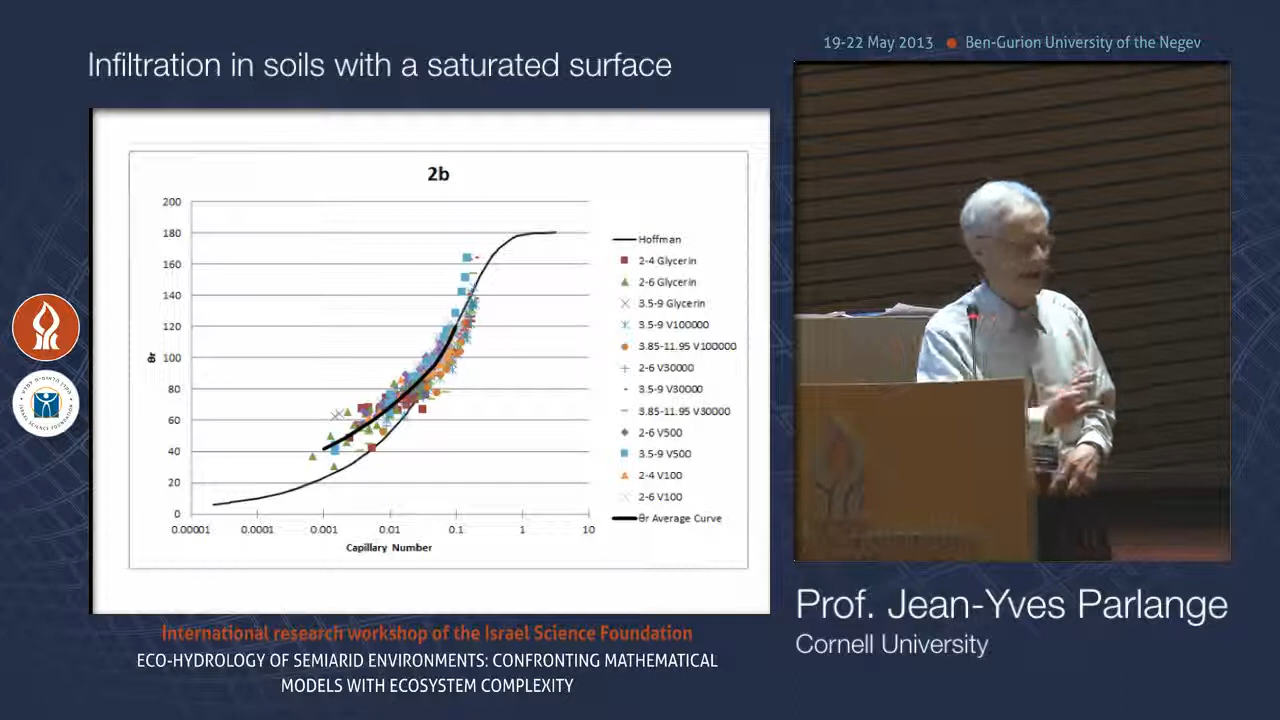 Infiltration in soils with a saturated surface
19-22 May 2013 ● Ben-Gurion University of the Negev
2b
200
180
160
140
120
100
80
60
40
20
0
θr
0.00001
0.0001
0.001
0.01
0.1
1
10
Capillary Number
Hoffman
2-4 Glycerin
2-6 Glycerin
3.5-9 Glycerin
3.5-9 V100000
3.85-11.95 V100000
2-6 V30000
3.5-9 V30000
3.85-11.95 V30000
2-6 V500
3.5-9 V500
2-4 V100
2-6 V100
θr Average Curve
International research workshop of the Israel Science Foundation
ECO-HYDROLOGY OF SEMIARID ENVIRONMENTS: CONFRONTING MATHEMATICAL
MODELS WITH ECOSYSTEM COMPLEXITY
Prof. Jean-Yves Parlange
Cornell University